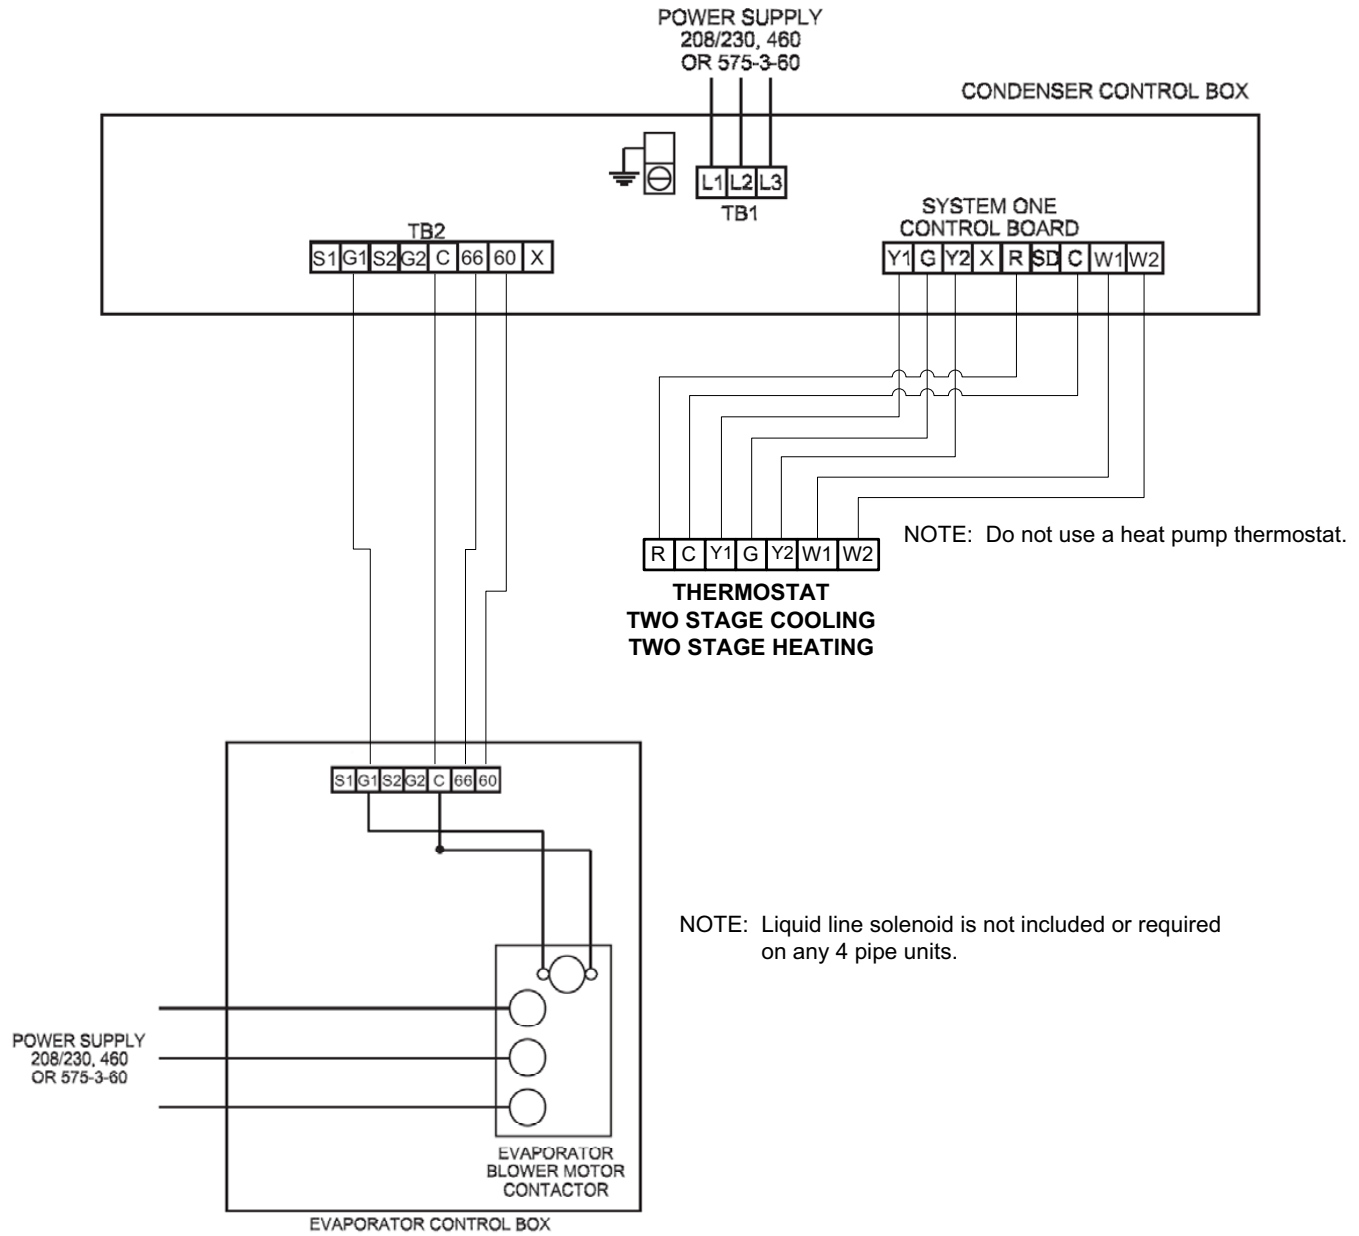 POWER SUPPLY
208/230, 460
OR 575-3-60
CONDENSER CONTROL BOX
L1 L2 L3
TB1
SYSTEM ONE
CONTROL BOARD
TB2
S1 G1 S2 G2 C 66 60 X
Y1 G Y2 X R SD C W1 W2
NOTE: Do not use a heat pump thermostat.
R C Y1 G Y2 W1 W2
THERMOSTAT
TWO STAGE COOLING
TWO STAGE HEATING
S1 G1 S2 G2 C 66 60
NOTE: Liquid line solenoid is not included or required
on any 4 pipe units.
POWER SUPPLY
208/230, 460
OR 575-3-60
EVAPORATOR
BLOWER MOTOR
CONTACTOR
EVAPORATOR CONTROL BOX